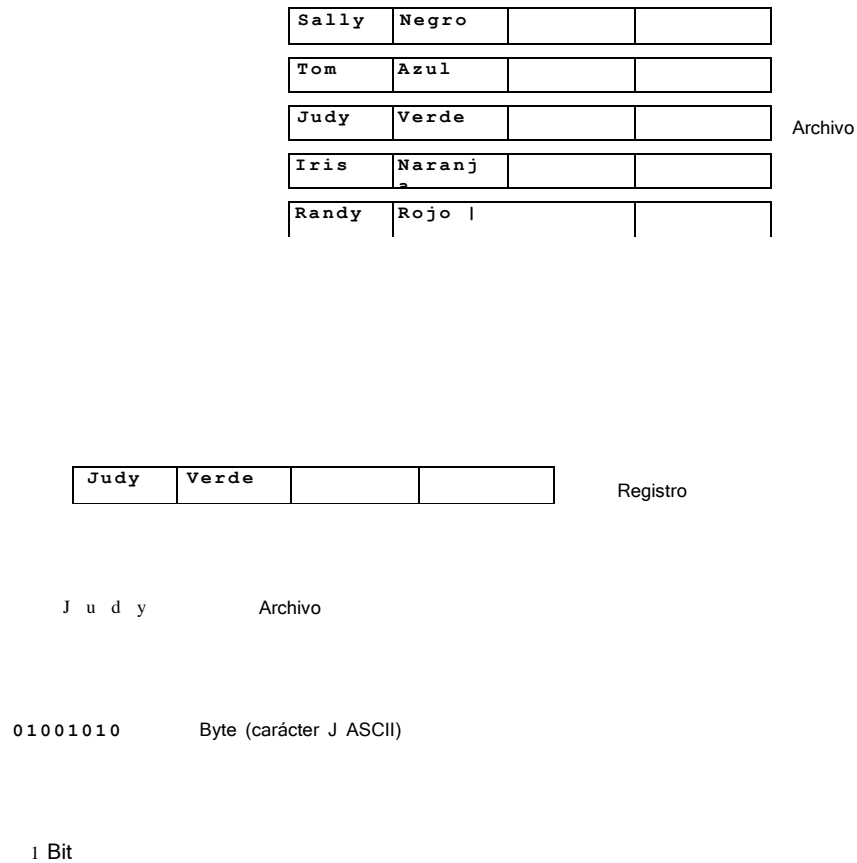 Sally Negro
Tom Azul
Judy Verde
Archivo
Iris Naranj
a
Randy Rojo |
Judy Verde
Registro
J u d y Archivo
01001010 Byte (carácter J ASCII)
1 Bit